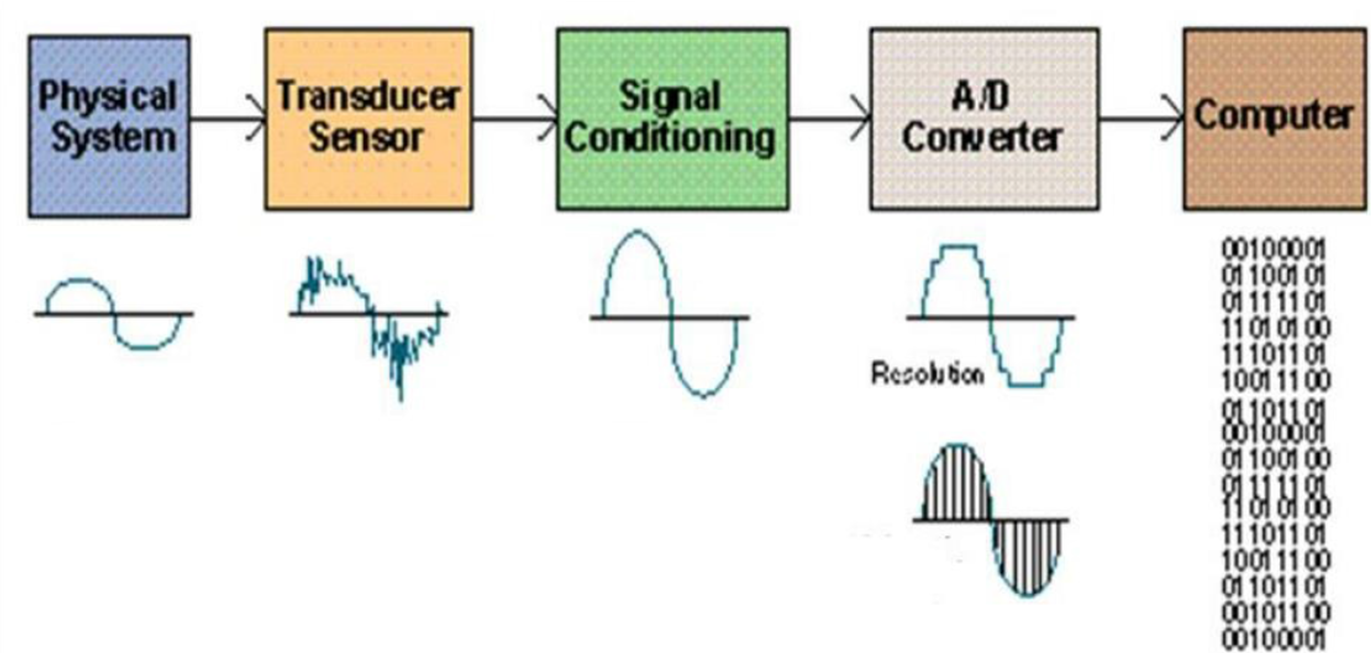 Physical
System
Transducer
Sensor
Signal
Conditioning
A/D
Converter
Computer
Resolution
00100001
01100101
01111101
11010100
11101101
10011100
01101101
00100001
01100100
01111101
11010100
11101101
10011100
01101101
00101100
00100001